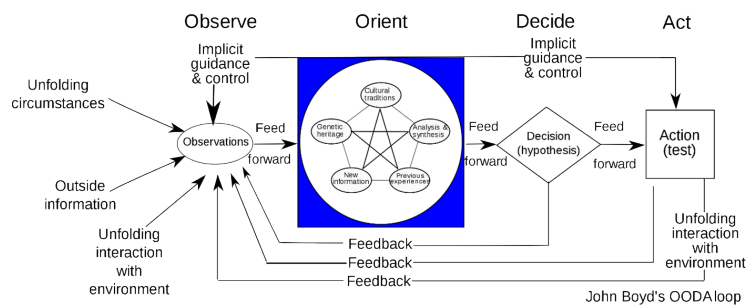 Observe
Orient
Decide
Act
Implicit
guidance
& control
Implicit
guidance
& control
Unfolding
circumstances
Observations
Outside
information
Unfolding
interaction
with
environment
Feed
forward
Cultural
traditions
Genetic
heritage
Analysis &
synthesis
New
information
Previous
experiences
Feed
forward
Decision
(hypothesis)
Feed
forward
Action
(test)
Unfolding
interaction
with
environment
Feedback
Feedback
Feedback
John Boyd's OODA loop